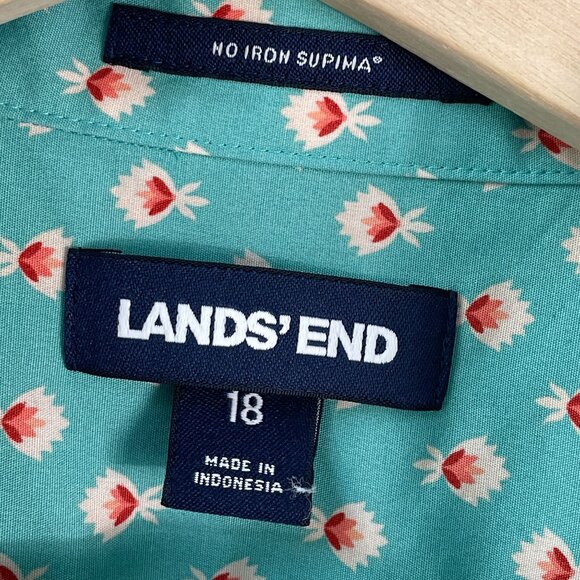 NO IRON SUPIMA®
LANDS' END
18
MADE IN
INDONESIA